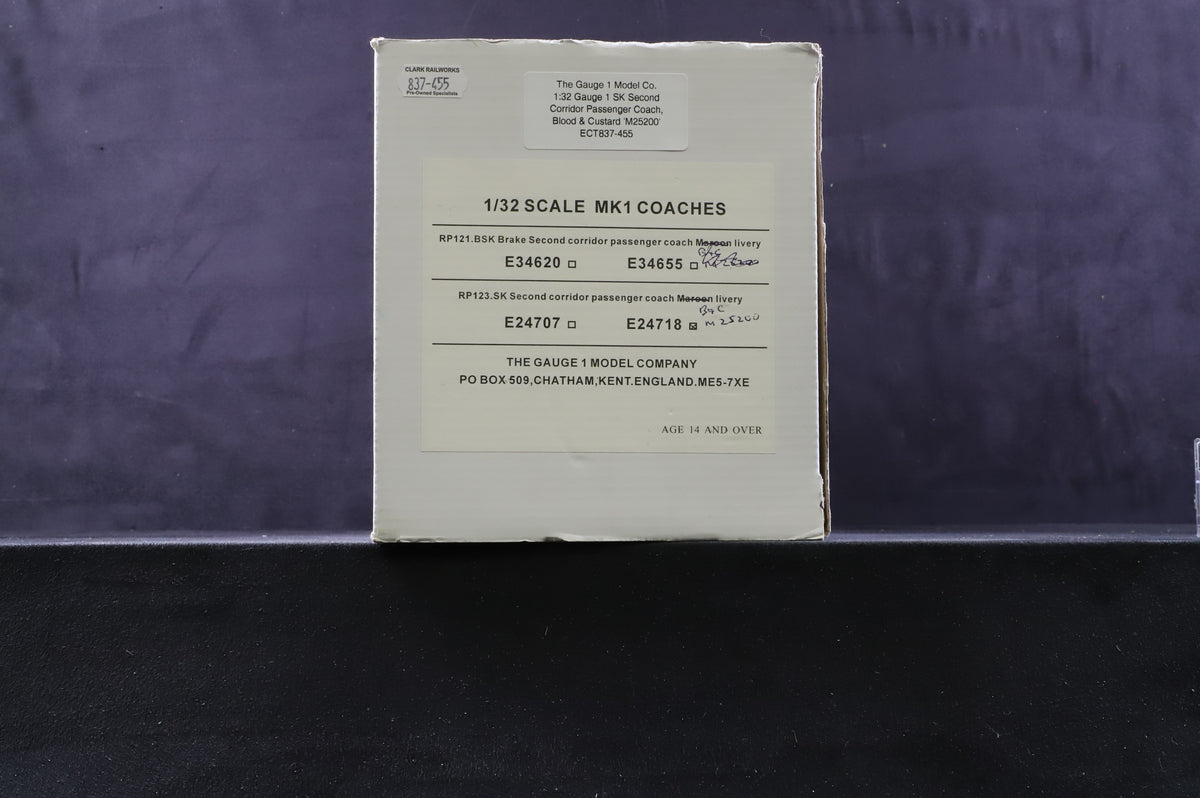 CLARK RAILWORKS
837-455
Pre-Owned Specialists
The Gauge 1 Model Co.
1:32 Gauge 1 SK Second
Corridor Passenger Coach,
Blood & Custard 'M25200'
ECT837-455
1/32 SCALE MK1 COACHES
RP121.BSK Brake Second corridor passenger coach Maroon livery
E34620 ☐ E34655 ☐
RP123.SK Second corridor passenger coach Maroon livery
B&C
E24707 ☐ E24718 ☒ M25200
THE GAUGE 1 MODEL COMPANY
PO BOX 509,CHATHAM,KENT.ENGLAND.ME5-7XE
AGE 14 AND OVER